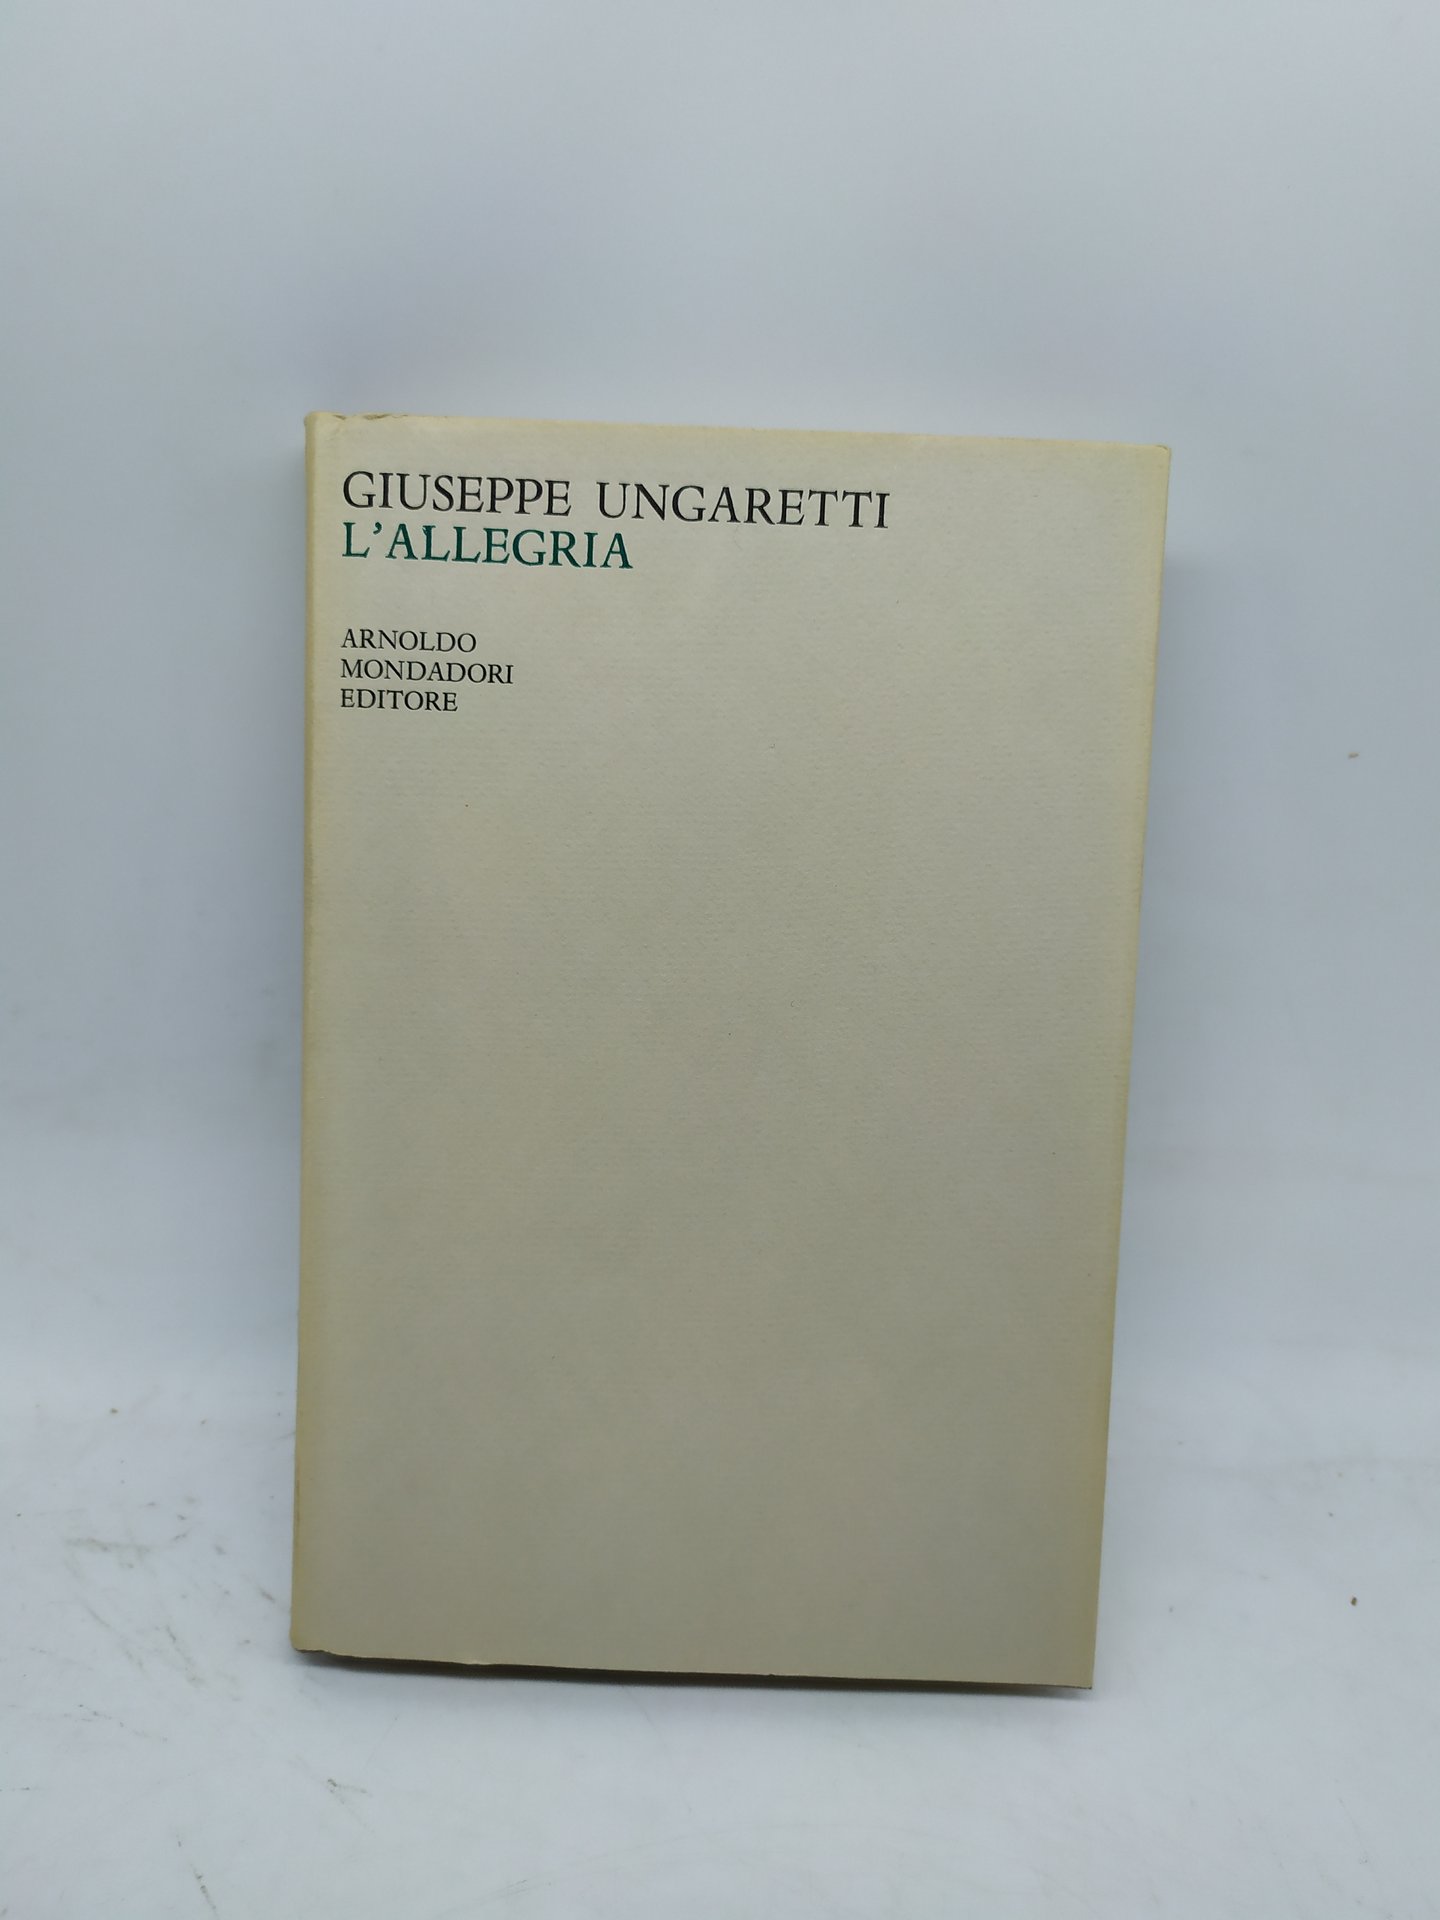 GIUSEPPE UNGARETTI
L'ALLEGRIA
ARNOLDO
MONDADORI
EDITORE